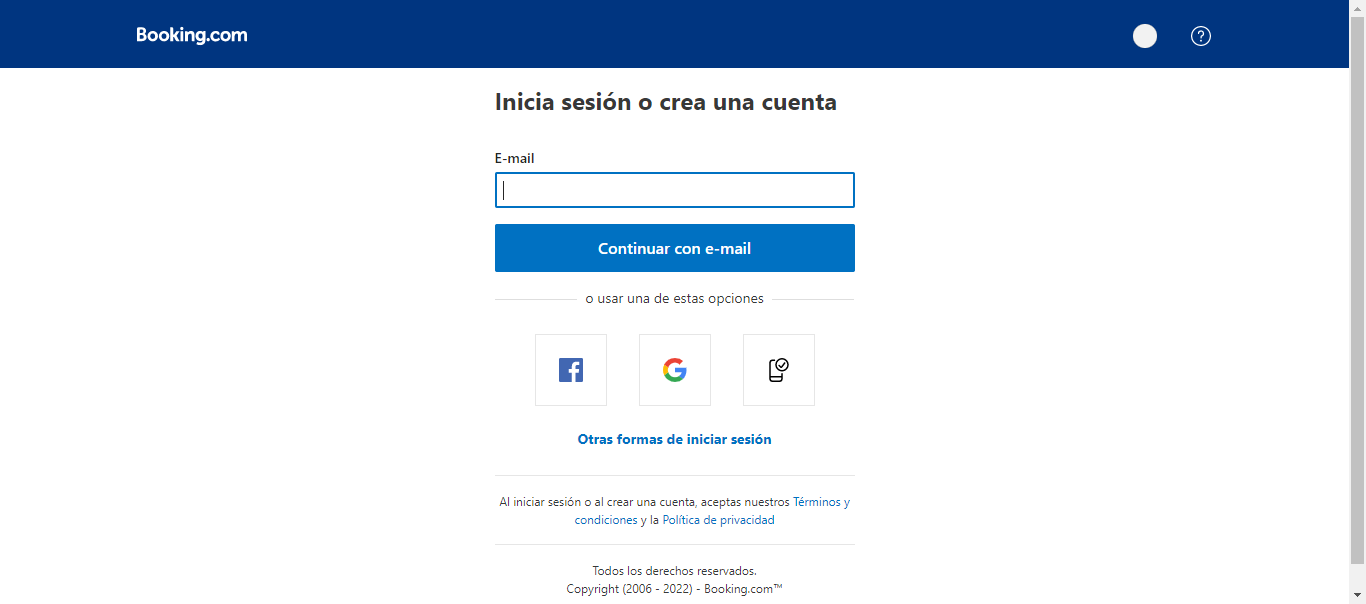 Booking.com
?
Inicia sesión o crea una cuenta
E-mail
Continuar con e-mail
o usar una de estas opciones
Otras formas de iniciar sesión
Al iniciar sesión o al crear una cuenta, aceptas nuestros Términos y
condiciones y la Política de privacidad
Todos los derechos reservados.
Copyright (2006 - 2022) - Booking.com™